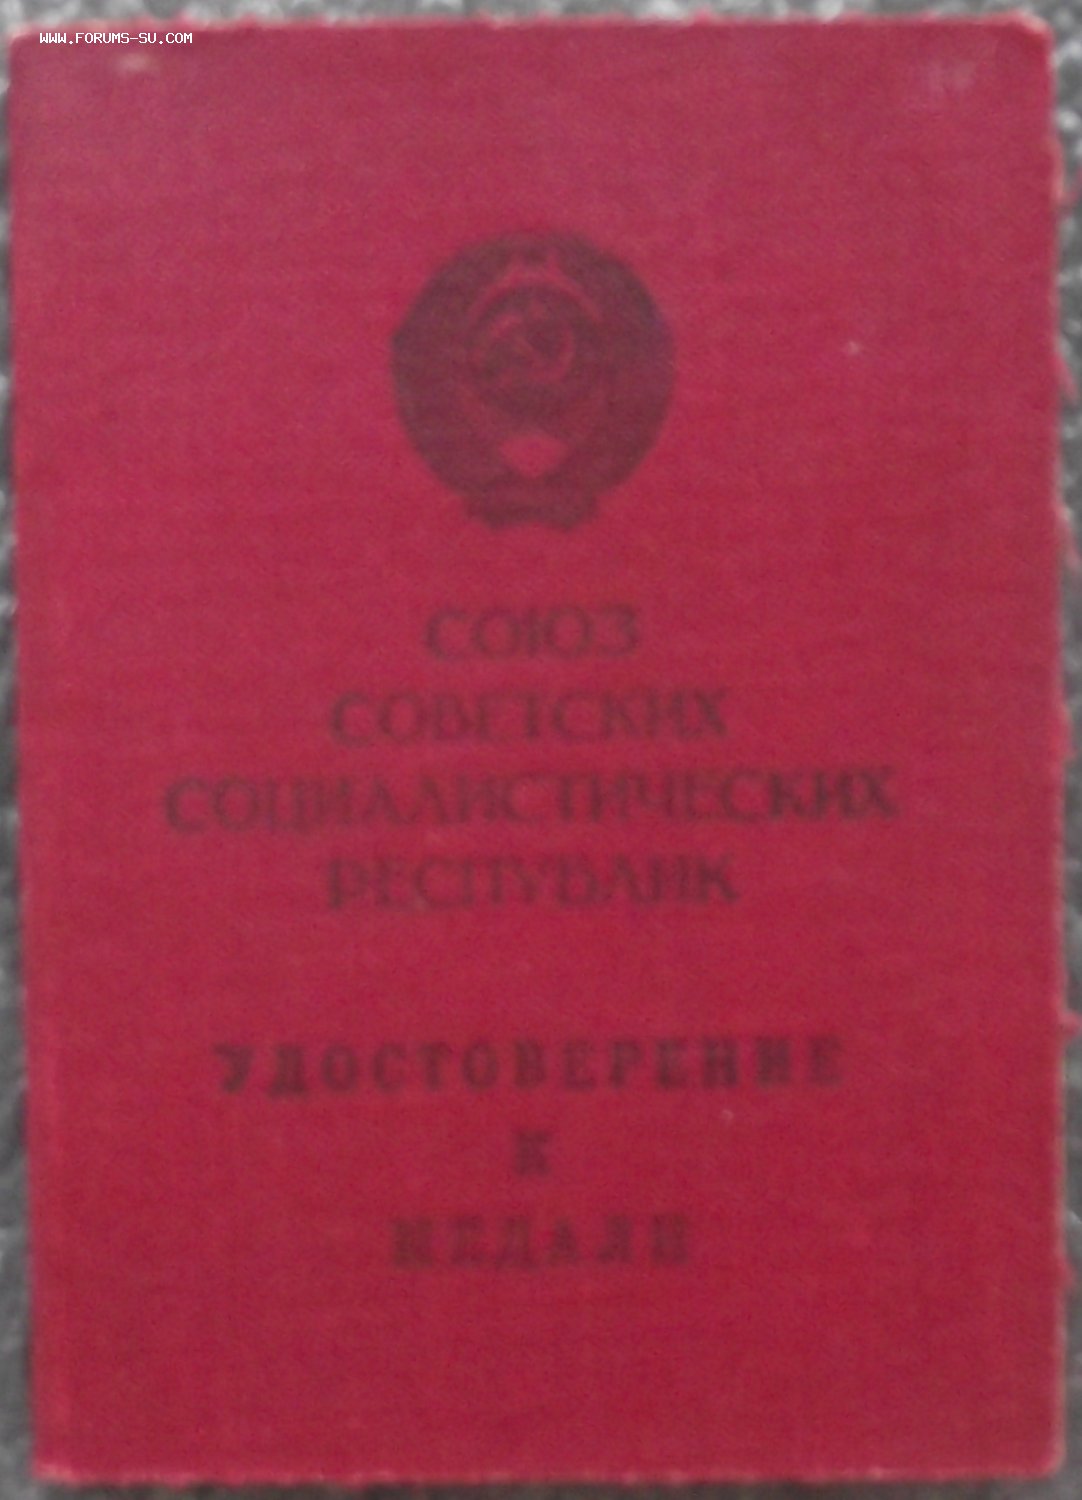 WWW.FORUMS-SU.COM
СОЮЗ
СОВЕТСКИХ
СОЦИАЛИСТИЧЕСКИХ
РЕСПУБЛИК
УДОСТОВЕРЕНИЕ
К
МЕДАЛИ